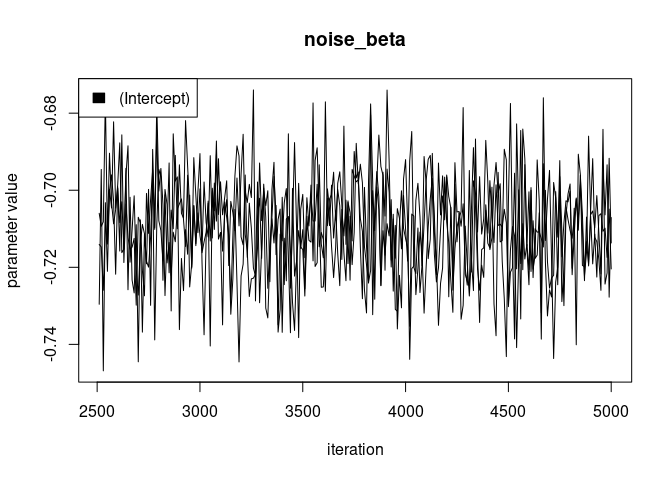 noise_beta
(Intercept)
parameter value
-0.68
-0.70
-0.72
-0.74
2500 3000 3500 4000 4500 5000
iteration